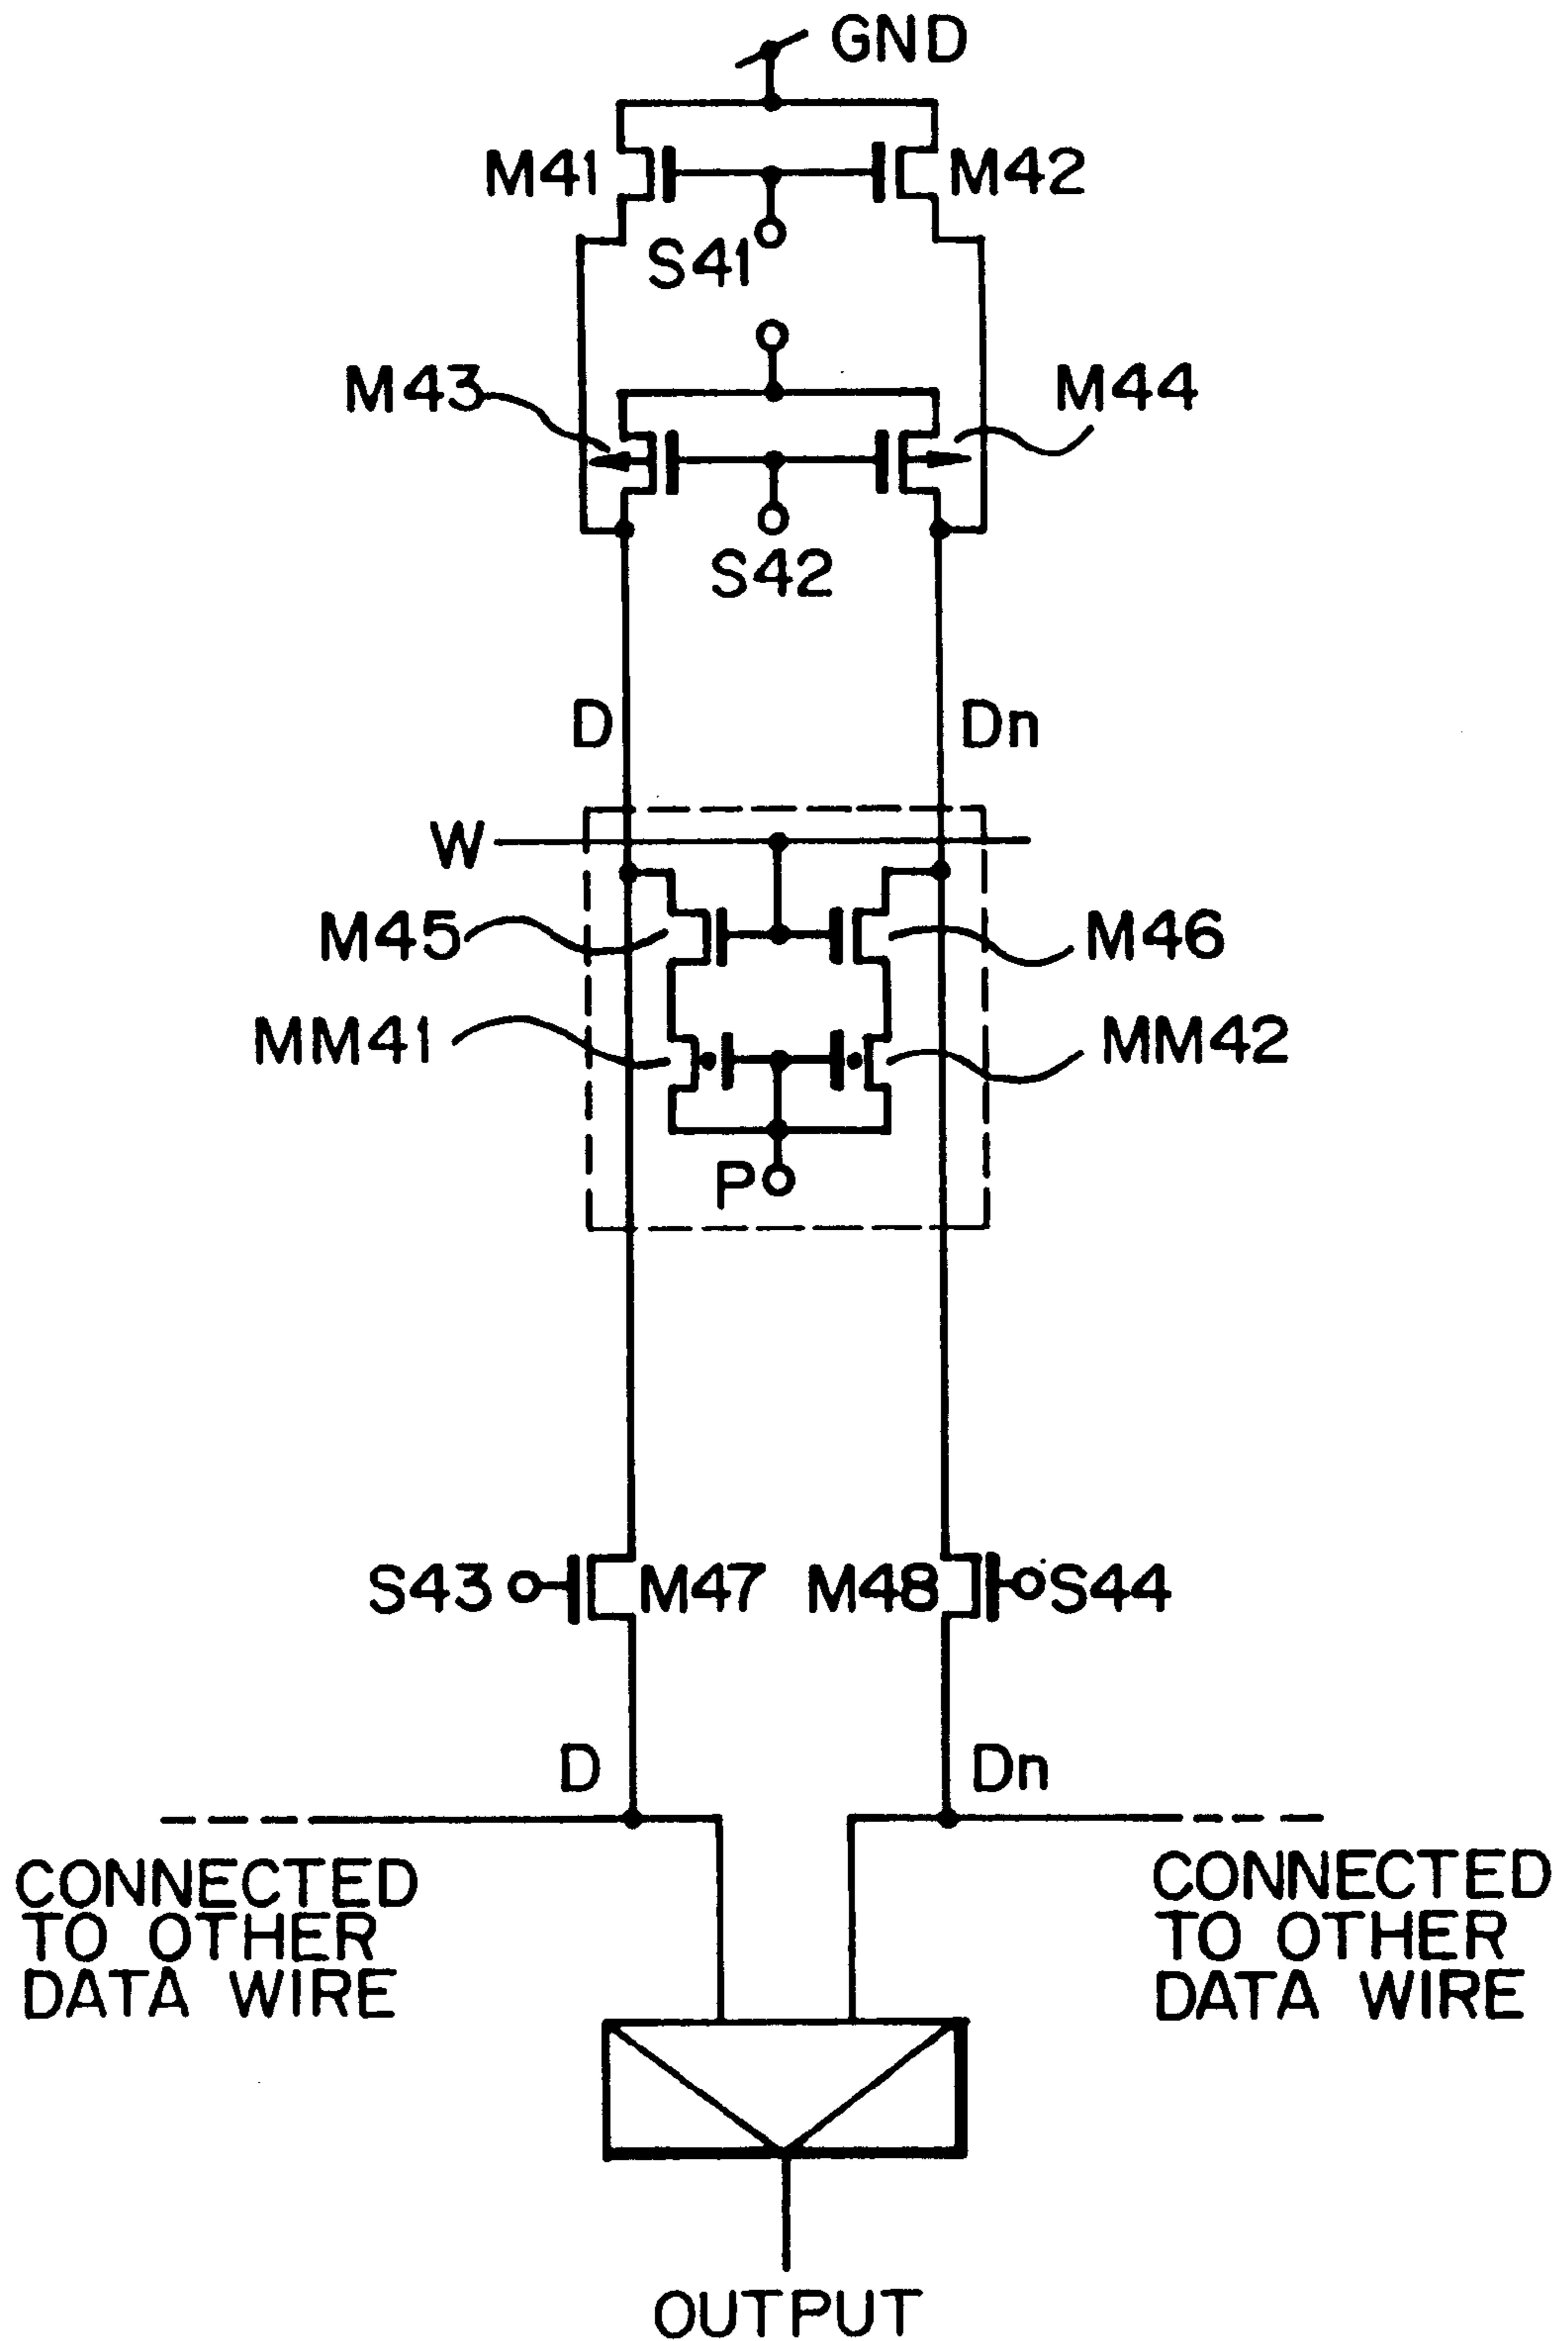 GND
M41
M42
S41
M43
M44
S42
D
Dn
W
M45
M46
MM41
MM42
P
S43
M47
M48
S44
D
Dn
CONNECTED
TO OTHER
DATA WIRE
CONNECTED
TO OTHER
DATA WIRE
OUTPUT